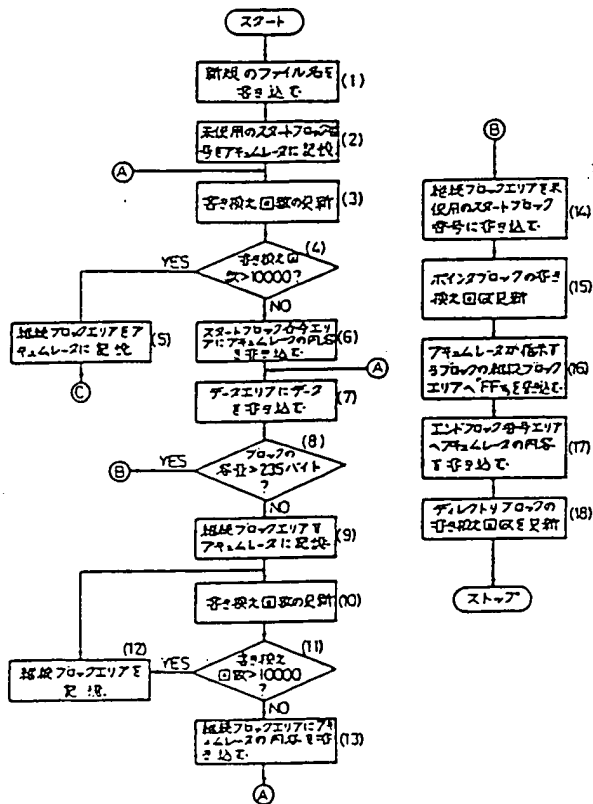 スタート
新規のファイル名を
書き込む
(1)
未使用のスタートブロック番
号をアキュムレータに記憶
(2)
A
書き換え回数の更新
(3)
(4)
書き換え回
数>10000?
YES
NO
継続ブロックエリアをア
キュムレータに記憶
(5)
C
スタートブロック番号エリ
アにアキュムレータの内容
を書き込む
(6)
A
データエリアにデータ
を書き込む
(7)
(8)
ブロックの
容量>235バイト
?
YES
B
NO
継続ブロックエリアを
アキュムレータに記憶
(9)
書き換え回数の更新
(10)
(11)
書き換え
回数>10000
?
YES
(12)
継続ブロックエリアを
記憶
NO
継続ブロックエリアにアキ
ュムレータの内容を書
き込む
(13)
A
B
継続ブロックエリアを未
使用のスタートブロック
番号に書き込む
(14)
ポインタブロックの書き
換え回数更新
(15)
アキュムレータが指示す
るブロックの継続ブロック
エリアへ"FF"を書込む
(16)
エンドブロック番号エリア
へアキュムレータの内容
を書き込む
(17)
ディレクトリブロックの
書き換え回数を更新
(18)
ストップ